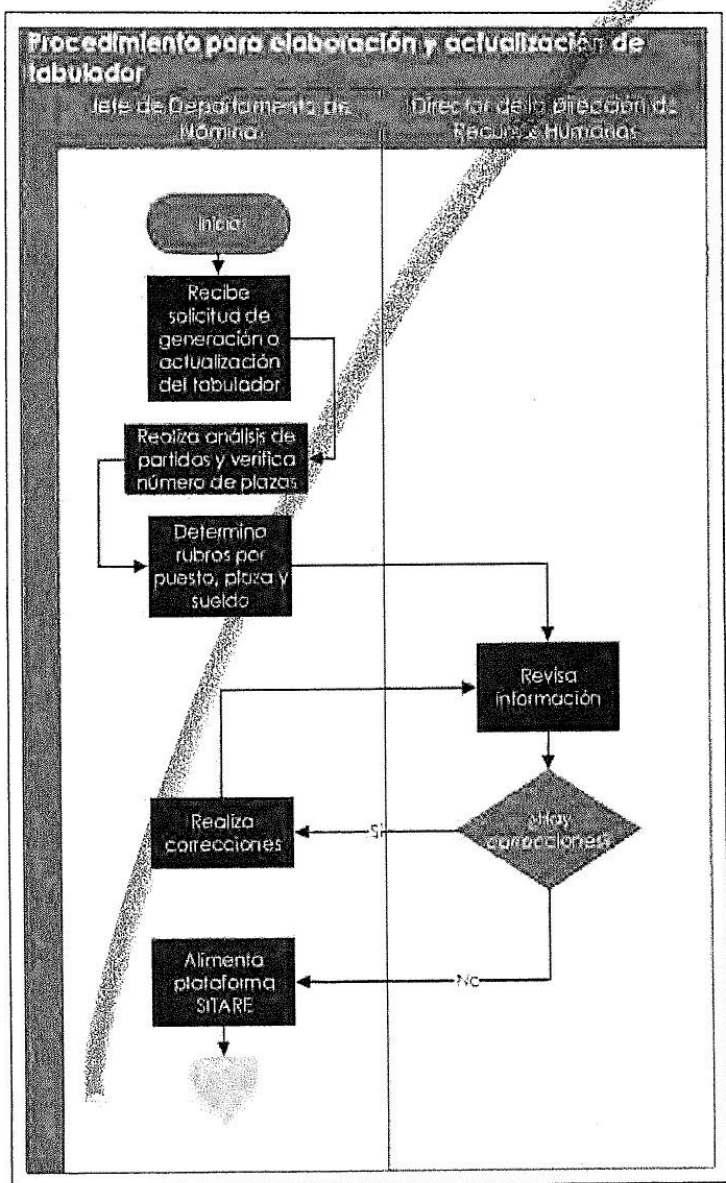 Procedimiento para elaboración y actualización de
tabulador
Jefe de Departamento de
Nómina
Director de la Dirección de
Recursos Humanos
Inicio
Recibe
solicitud de
generación o
actualización
del tabulador
Realiza análisis de
partidas y verifica
número de plazas
Determina
rubros por
puesto, plaza y
sueldo
Revisa
información
¿Hay
correcciones?
Si
Realiza
correcciones
No
Alimenta
plataforma
SITARE